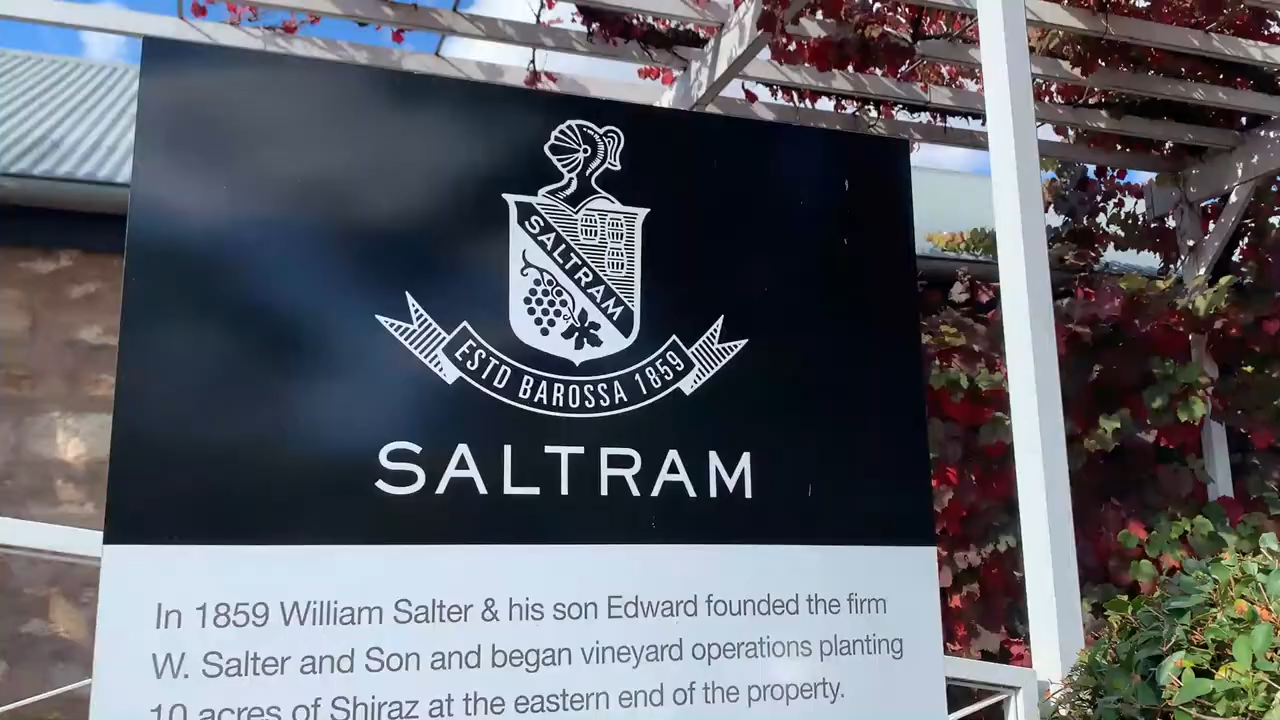 SALTRAM
ESTD BAROSSA 1859
SALTRAM
In 1859 William Salter & his son Edward founded the firm
W. Salter and Son and began vineyard operations planting
10 acres of Shiraz at the eastern end of the property.